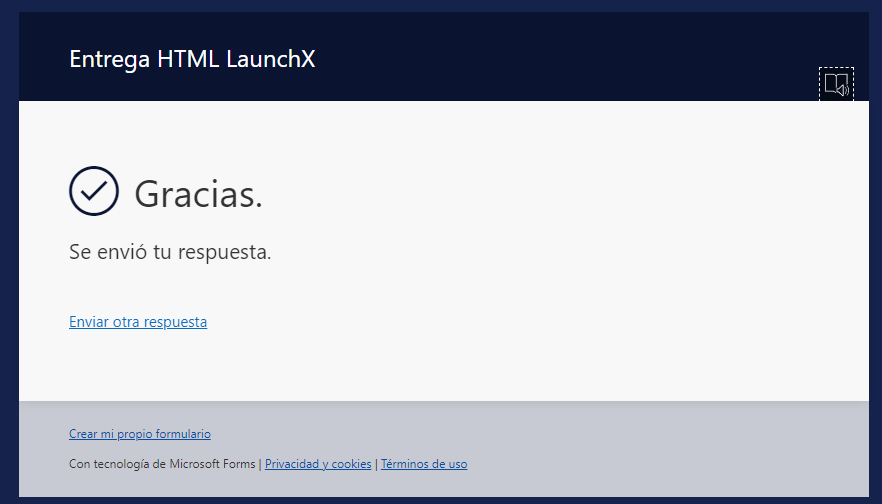 Entrega HTML LaunchX
Gracias.
Se envió tu respuesta.
Enviar otra respuesta
Crear mi propio formulario
Con tecnología de Microsoft Forms | Privacidad y cookies | Términos de uso